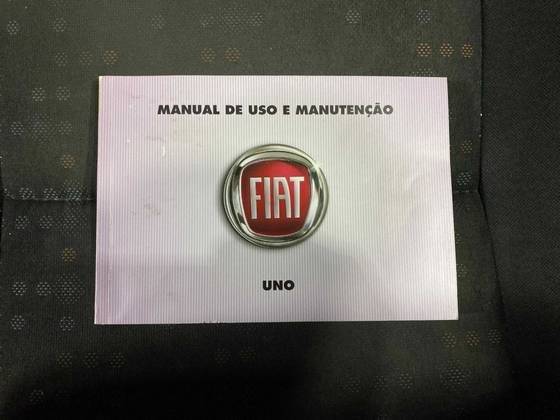 MANUAL DE USO E MANUTENÇÃO
FIAT
UNO